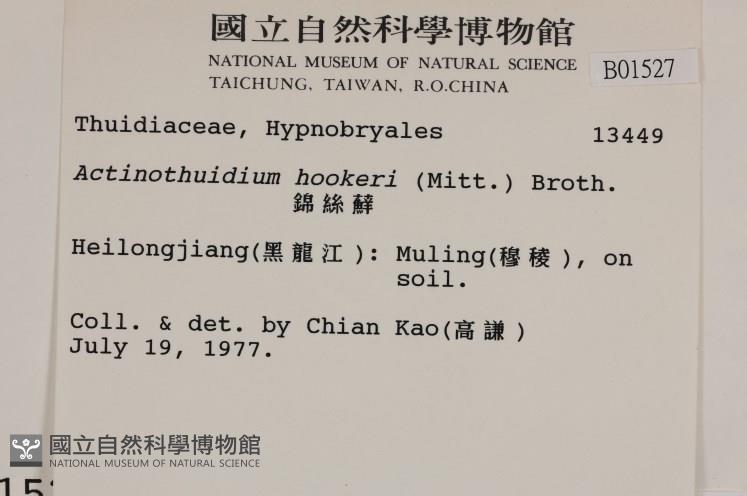 國立自然科學博物館
NATIONAL MUSEUM OF NATURAL SCIENCE
TAICHUNG, TAIWAN, R.O.CHINA
B01527
Thuidiaceae, Hypnobryales 13449
Actinothuidium hookeri (Mitt.) Broth.
錦絲蘚
Heilongjiang(黑龍江): Muling(穆稜), on
soil.
Coll. & det. by Chian Kao(高謙)
July 19, 1977.
國立自然科學博物館
NATIONAL MUSEUM OF NATURAL SCIENCE